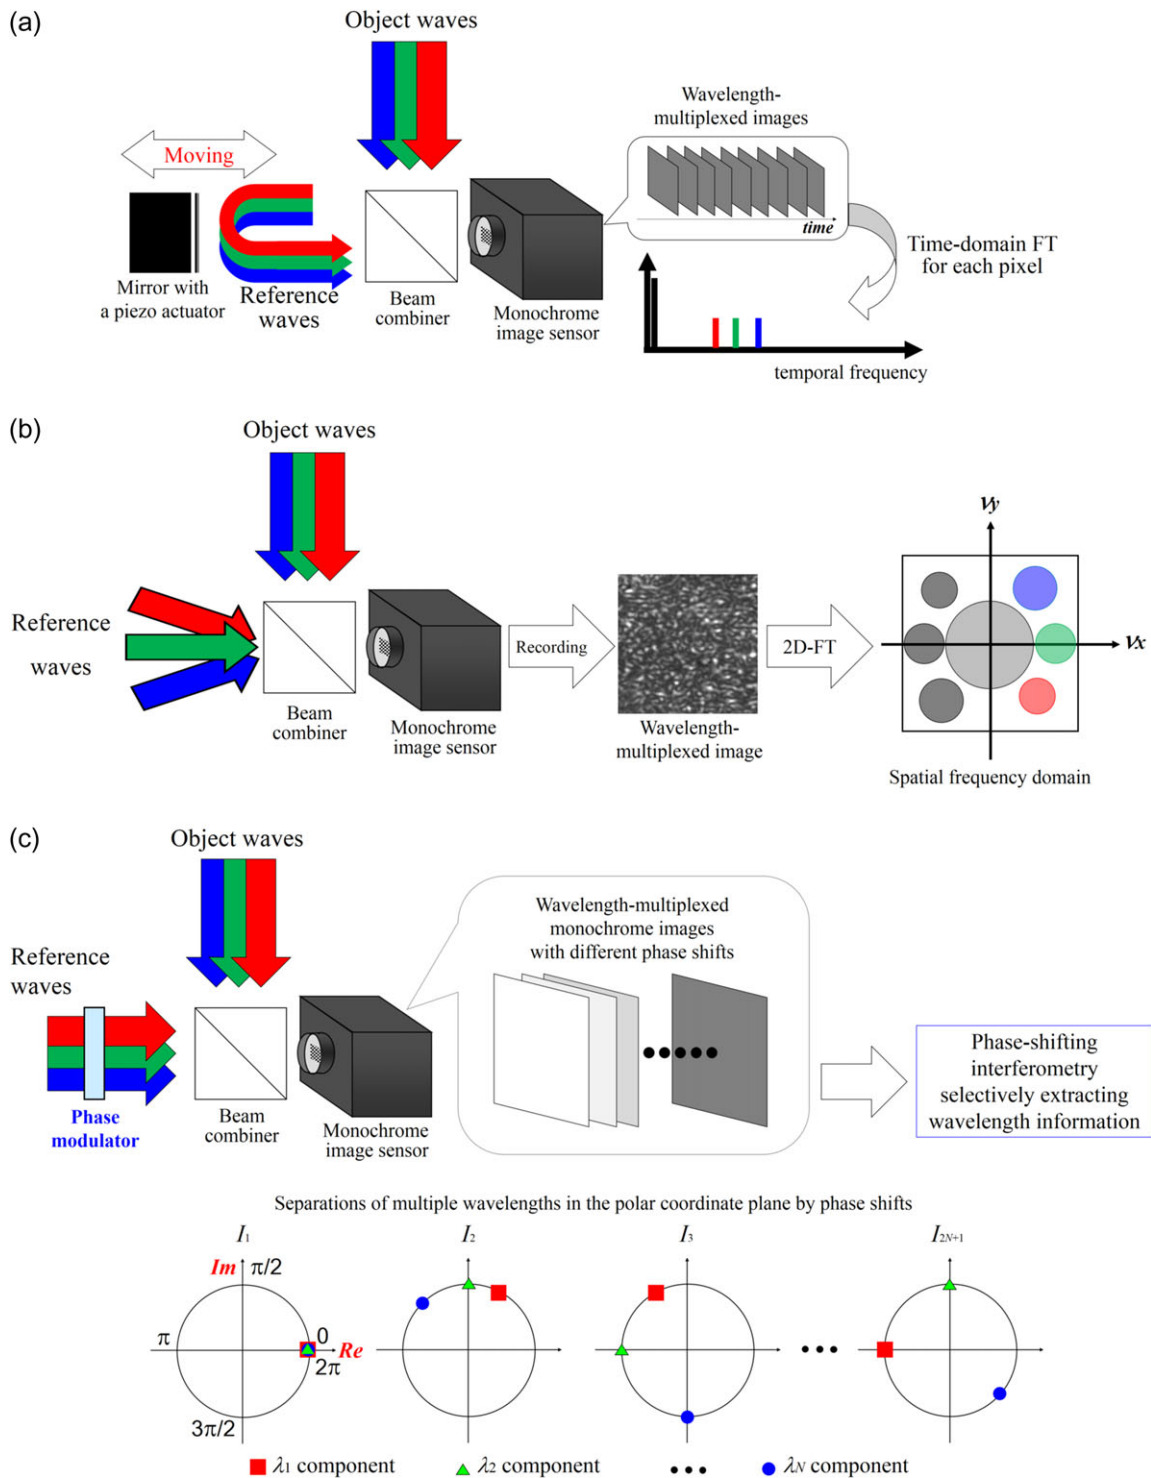 (a)
Object waves
Wavelength-
multiplexed images
Moving
time
Time-domain FT
for each pixel
Mirror with
a piezo actuator
Reference
waves
Beam
combiner
Monochrome
image sensor
temporal frequency
(b)
Object waves
νy
Reference
waves
Recording
2D-FT
νx
Beam
combiner
Monochrome
image sensor
Wavelength-
multiplexed image
Spatial frequency domain
(c)
Object waves
Wavelength-multiplexed
monochrome images
with different phase shifts
Reference
waves
Phase-shifting
interferometry
selectively extracting
wavelength information
Phase
modulator
Beam
combiner
Monochrome
image sensor
Separations of multiple wavelengths in the polar coordinate plane by phase shifts
I1
I2
I3
I2N+1
Im π/2
π
0
Re
2π
3π/2
λ1 component
λ2 component
λN component